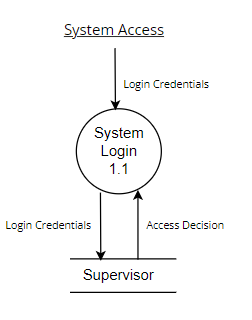 System Access
Login Credentials
System
Login
1.1
Login Credentials
Access Decision
Supervisor